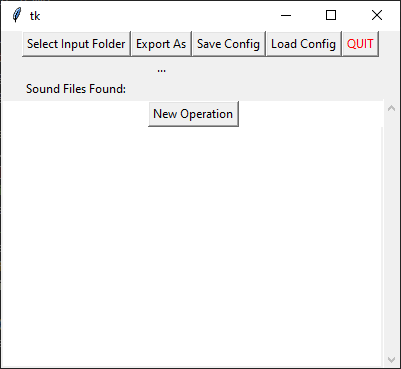 tk
Select Input Folder Export As Save Config Load Config QUIT
...
Sound Files Found:
New Operation